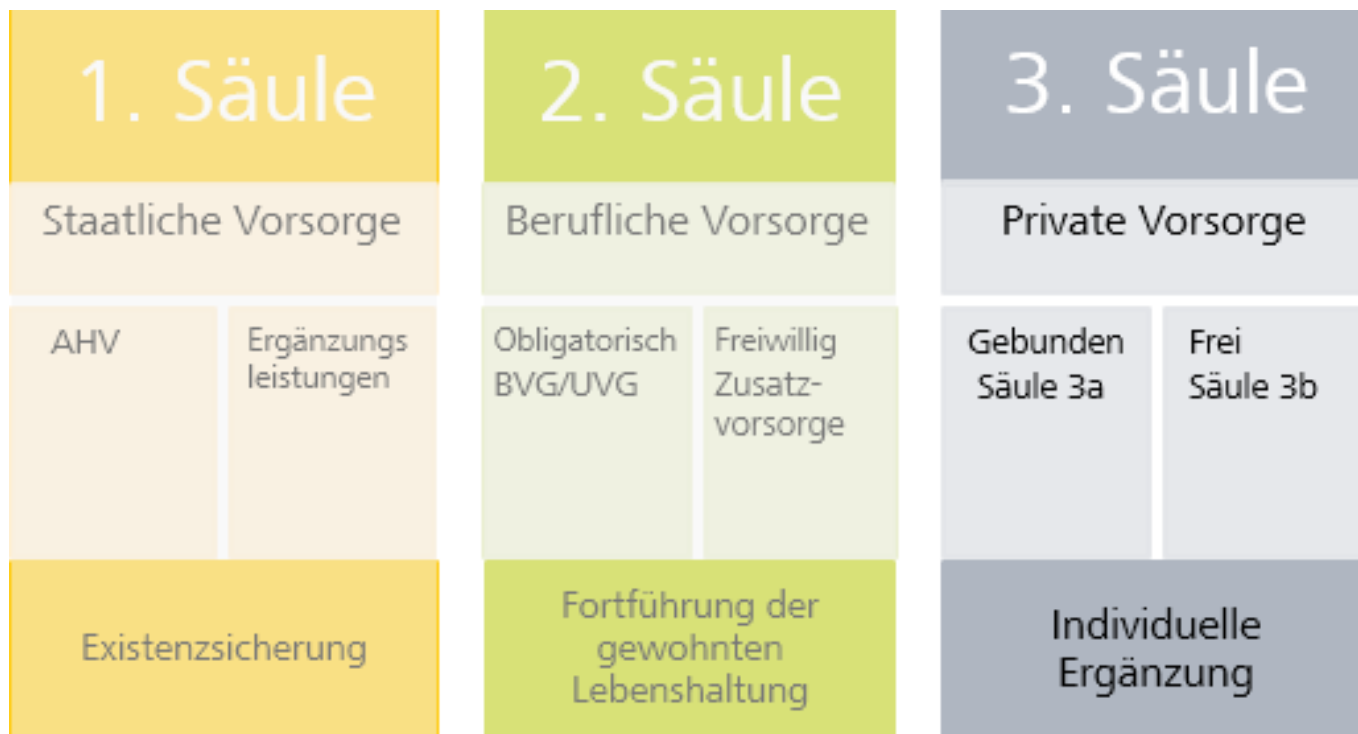 1. Säule
2. Säule
3. Säule
Staatliche Vorsorge
Berufliche Vorsorge
Private Vorsorge
AHV
Ergänzungs
leistungen
Obligatorisch
BVG/UVG
Freiwillig
Zusatz-
vorsorge
Gebunden
Säule 3a
Frei
Säule 3b
Existenzsicherung
Fortführung der
gewohnten
Lebenshaltung
Individuelle
Ergänzung